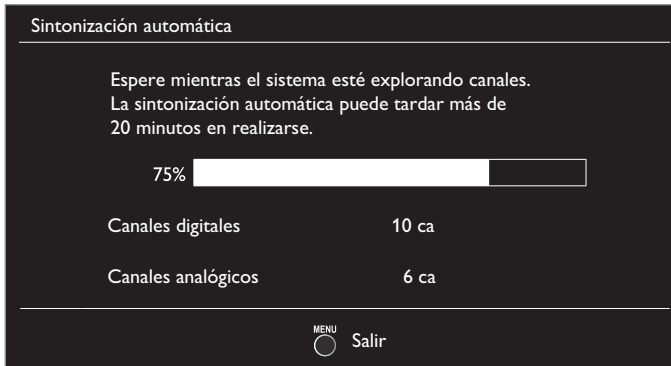 Sintonización automática
Espere mientras el sistema esté explorando canales.
La sintonización automática puede tardar más de
20 minutos en realizarse.
75%
Canales digitales 10 ca
Canales analógicos 6 ca
MENU Salir